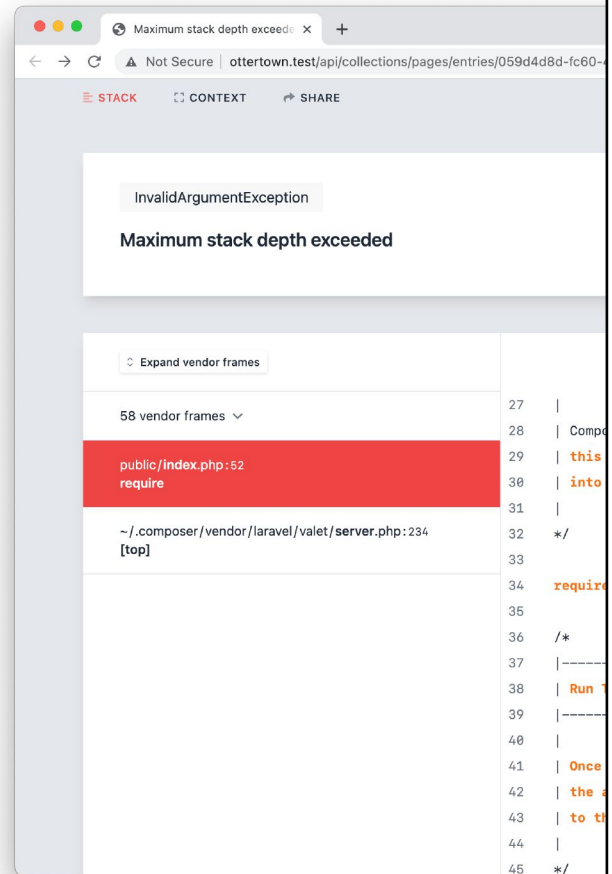 Maximum stack depth exceede
Not Secure | ottertown.test/api/collections/pages/entries/059d4d8d-fc60-
STACK CONTEXT SHARE
InvalidArgumentException
Maximum stack depth exceeded
Expand vendor frames
58 vendor frames
public/index.php:52
require
~/.composer/vendor/laravel/valet/server.php:234
[top]
27 |
28 | Compo
29 | this
30 | into
31 |
32 */
33
34 require
35
36 /*
37 |-----
38 | Run T
39 |-----
40 |
41 | Once
42 | the a
43 | to th
44 |
45 */